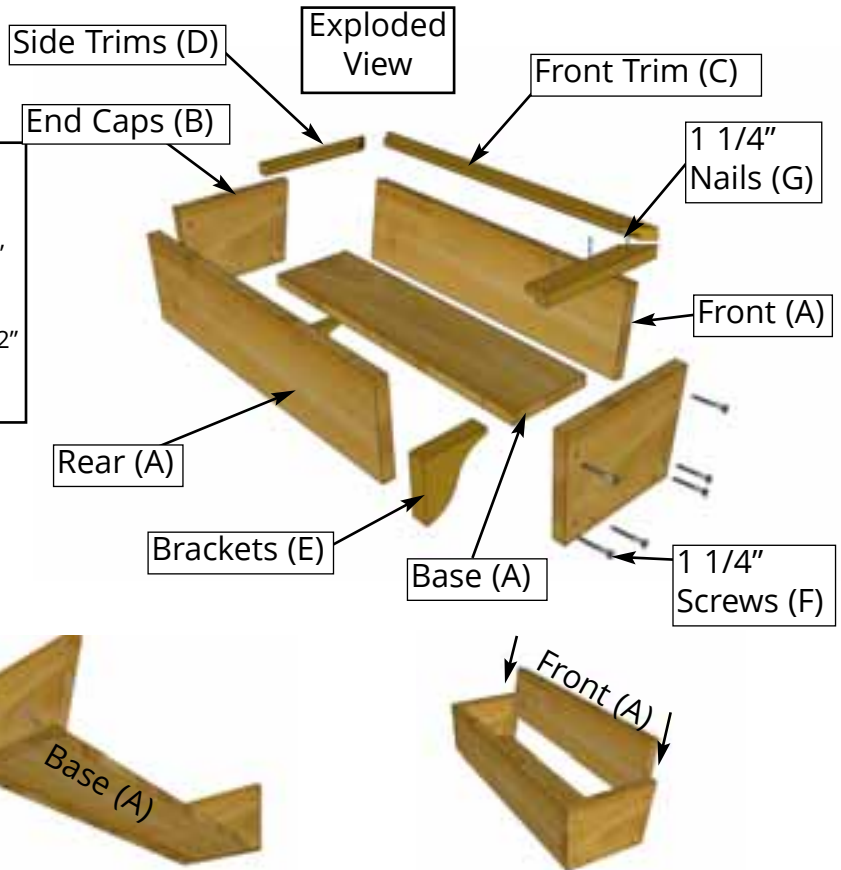 Exploded
View
Side Trims (D)
Front Trim (C)
End Caps (B)
1 1/4”
Nails (G)
”
2”
Front (A)
Rear (A)
Brackets (E)
Base (A)
1 1/4”
Screws (F)
Base (A)
Front (A)